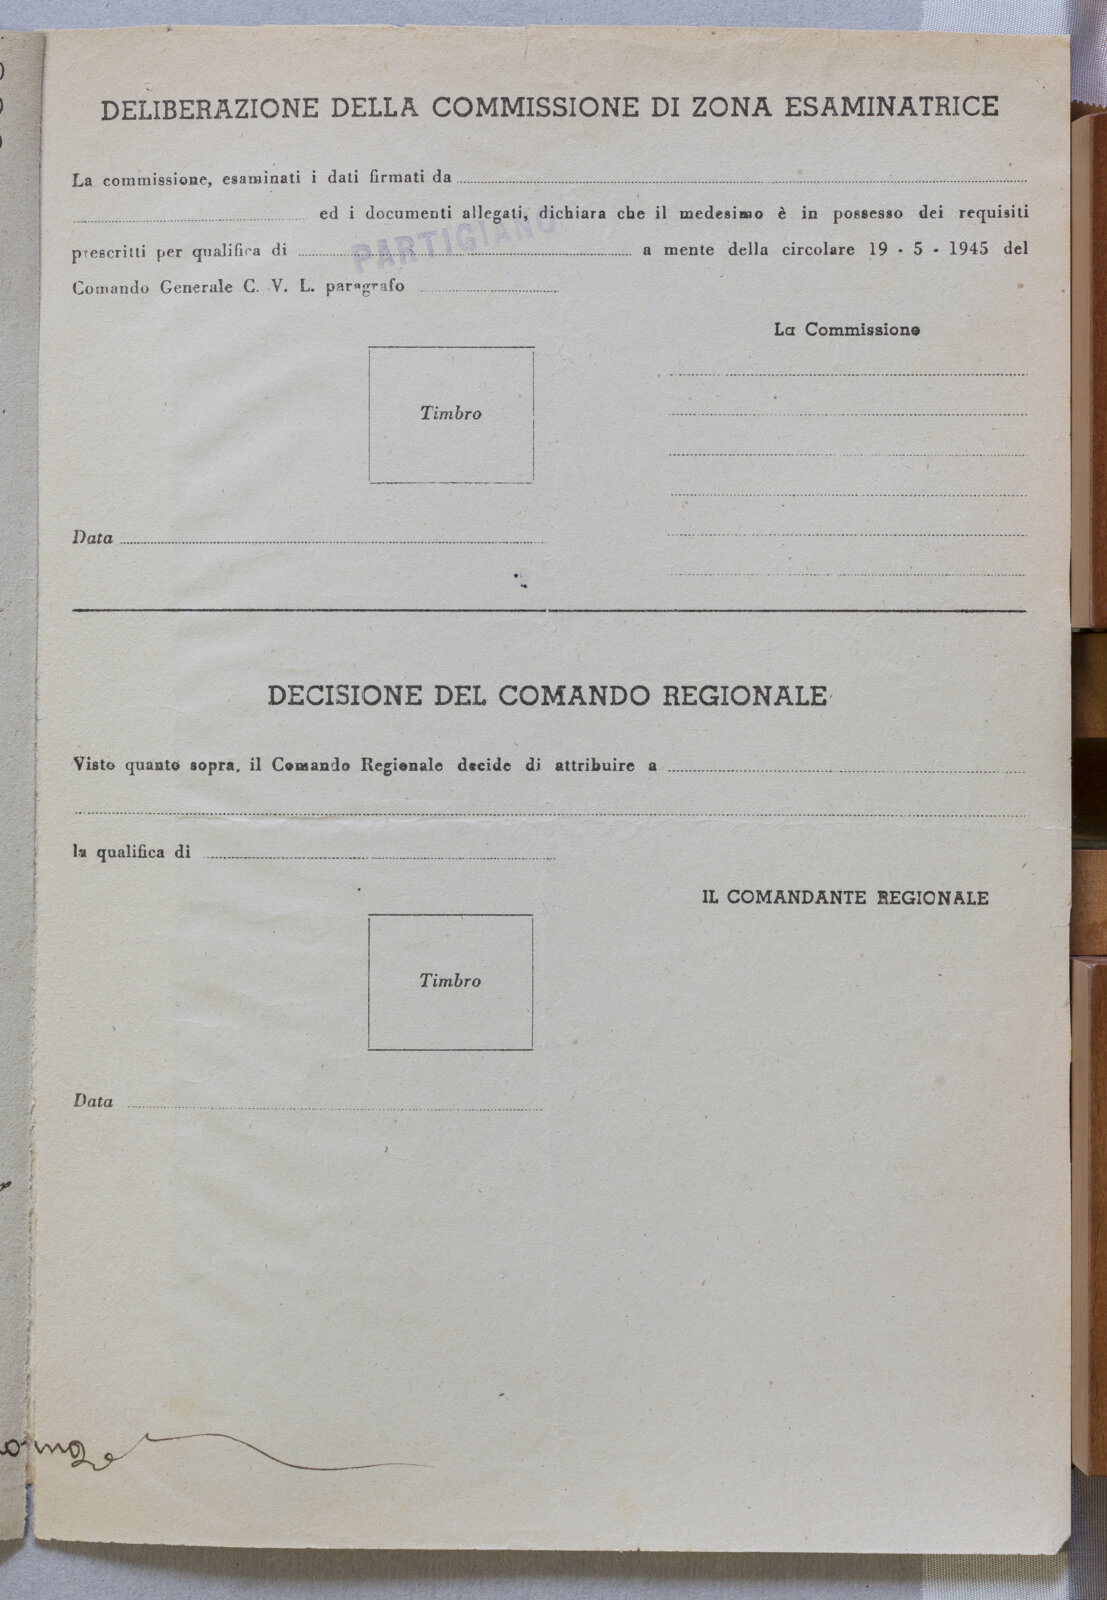 DELIBERAZIONE DELLA COMMISSIONE DI ZONA ESAMINATRICE
La commissione, esaminati i dati firmati da
ed i documenti allegati, dichiara che il medesimo è in possesso dei requisiti
prescritti per qualifica di PARTIGIANO a mente della circolare 19 - 5 - 1945 del
Comando Generale C. V. L. paragrafo
La Commissione
Timbro
Data
DECISIONE DEL COMANDO REGIONALE
Visto quanto sopra, il Comando Regionale decide di attribuire a
la qualifica di
IL COMANDANTE REGIONALE
Timbro
Data